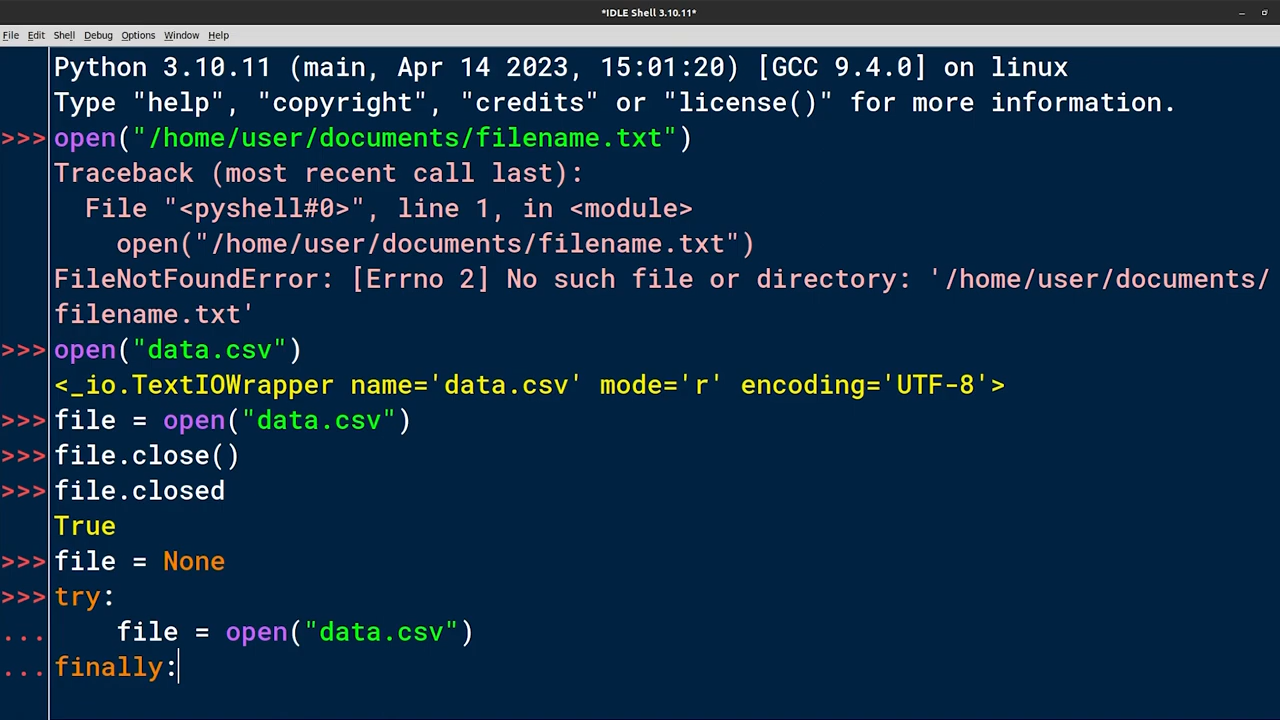 *IDLE Shell 3.10.11*
File Edit Shell Debug Options Window Help
Python 3.10.11 (main, Apr 14 2023, 15:01:20) [GCC 9.4.0] on linux
Type "help", "copyright", "credits" or "license()" for more information.
>>> open("/home/user/documents/filename.txt")
Traceback (most recent call last):
  File "<pyshell#0>", line 1, in <module>
    open("/home/user/documents/filename.txt")
FileNotFoundError: [Errno 2] No such file or directory: '/home/user/documents/
filename.txt'
>>> open("data.csv")
<_io.TextIOWrapper name='data.csv' mode='r' encoding='UTF-8'>
>>> file = open("data.csv")
>>> file.close()
>>> file.closed
True
>>> file = None
>>> try:
...     file = open("data.csv")
... finally: